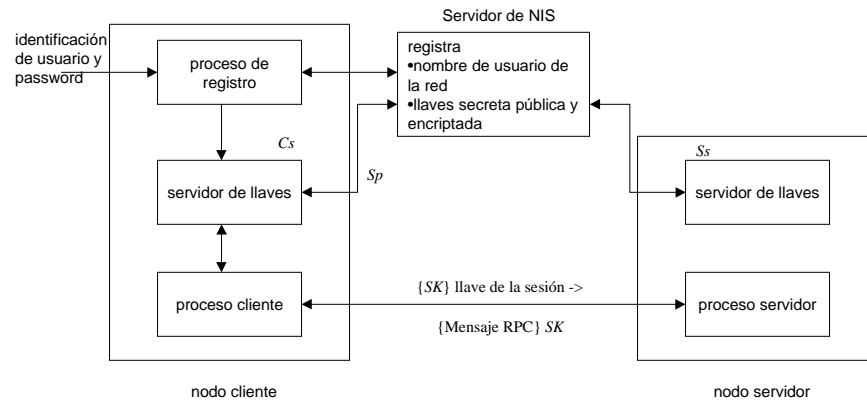 Servidor de NIS
identificación
de usuario y
password
proceso de
registro
registra
•nombre de usuario de
la red
•llaves secreta pública y
encriptada
Cs
Sp
Ss
servidor de llaves
servidor de llaves
proceso cliente
{SK} llave de la sesión ->
{Mensaje RPC} SK
proceso servidor
nodo cliente
nodo servidor